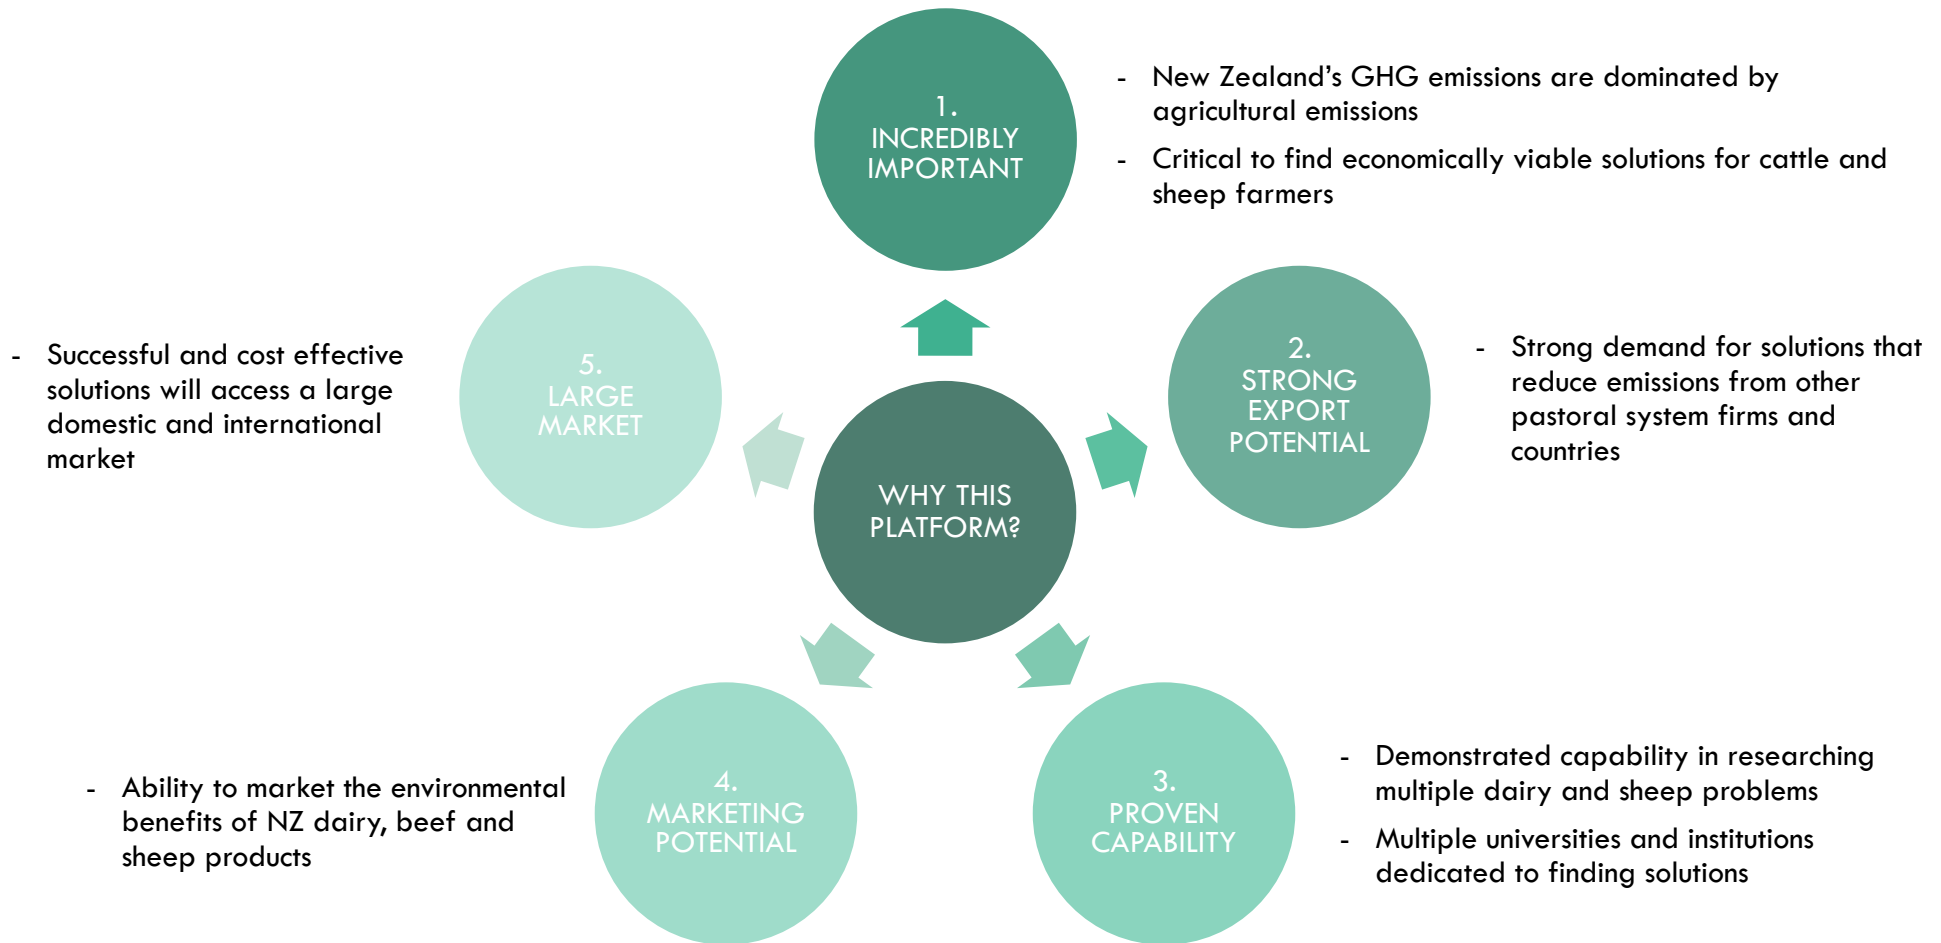 1.
INCREDIBLY
IMPORTANT
- New Zealand’s GHG emissions are dominated by
agricultural emissions
- Critical to find economically viable solutions for cattle and
sheep farmers
2.
STRONG
EXPORT
POTENTIAL
- Strong demand for solutions that
reduce emissions from other
pastoral system firms and
countries
3.
PROVEN
CAPABILITY
- Demonstrated capability in researching
multiple dairy and sheep problems
- Multiple universities and institutions
dedicated to finding solutions
4.
MARKETING
POTENTIAL
- Ability to market the environmental
benefits of NZ dairy, beef and
sheep products
5.
LARGE
MARKET
- Successful and cost effective
solutions will access a large
domestic and international
market
WHY THIS
PLATFORM?